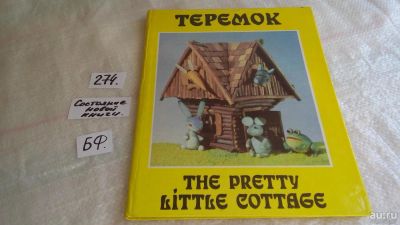 ТЕРЕМОК
274.
Состояние
новой
книги.
БФ.
THE PRETTY
LITTLE COTTAGE
au.ru